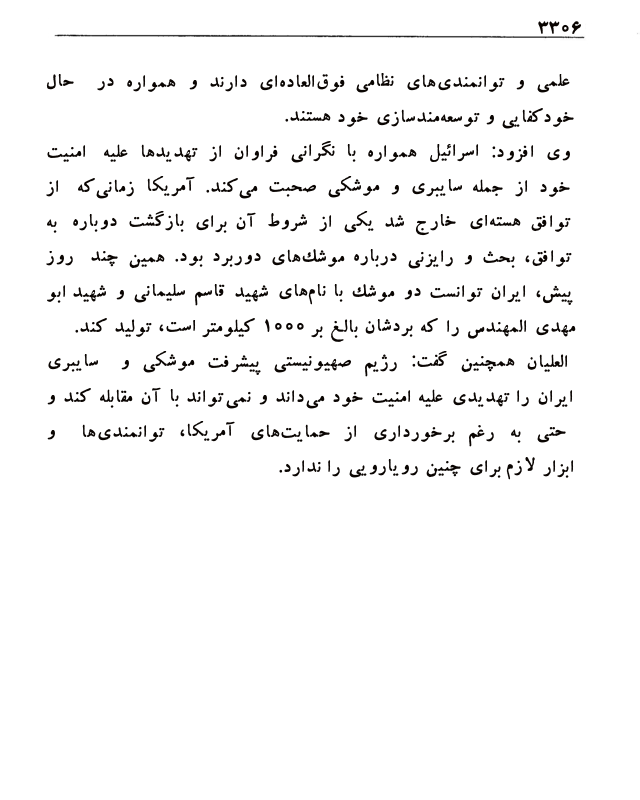 ۳۳۰۶
علمی و توانمندی‌های نظامی فوق‌العاده‌ای دارند و همواره در حال
خودکفایی و توسعه‌مندسازی خود هستند.
وی افزود: اسرائیل همواره با نگرانی فراوان از تهدیدها علیه امنیت
خود از جمله سایبری و موشکی صحبت می‌کند. آمریکا زمانی‌که از
توافق هسته‌ای خارج شد یکی از شروط آن برای بازگشت دوباره به
توافق، بحث و رایزنی درباره موشك‌های دوربرد بود. همین چند روز
پیش، ایران توانست دو موشك با نام‌های شهید قاسم سلیمانی و شهید ابو
مهدی المهندس را که بردشان بالغ بر ۱۰۰۰ کیلومتر است، تولید کند.
العلیان همچنین گفت: رژیم صهیونیستی پیشرفت موشکی و سایبری
ایران را تهدیدی علیه امنیت خود می‌داند و نمی‌تواند با آن مقابله کند و
حتی به رغم برخورداری از حمایت‌های آمریکا، توانمندی‌ها و
ابزار لازم برای چنین رویارویی را ندارد.